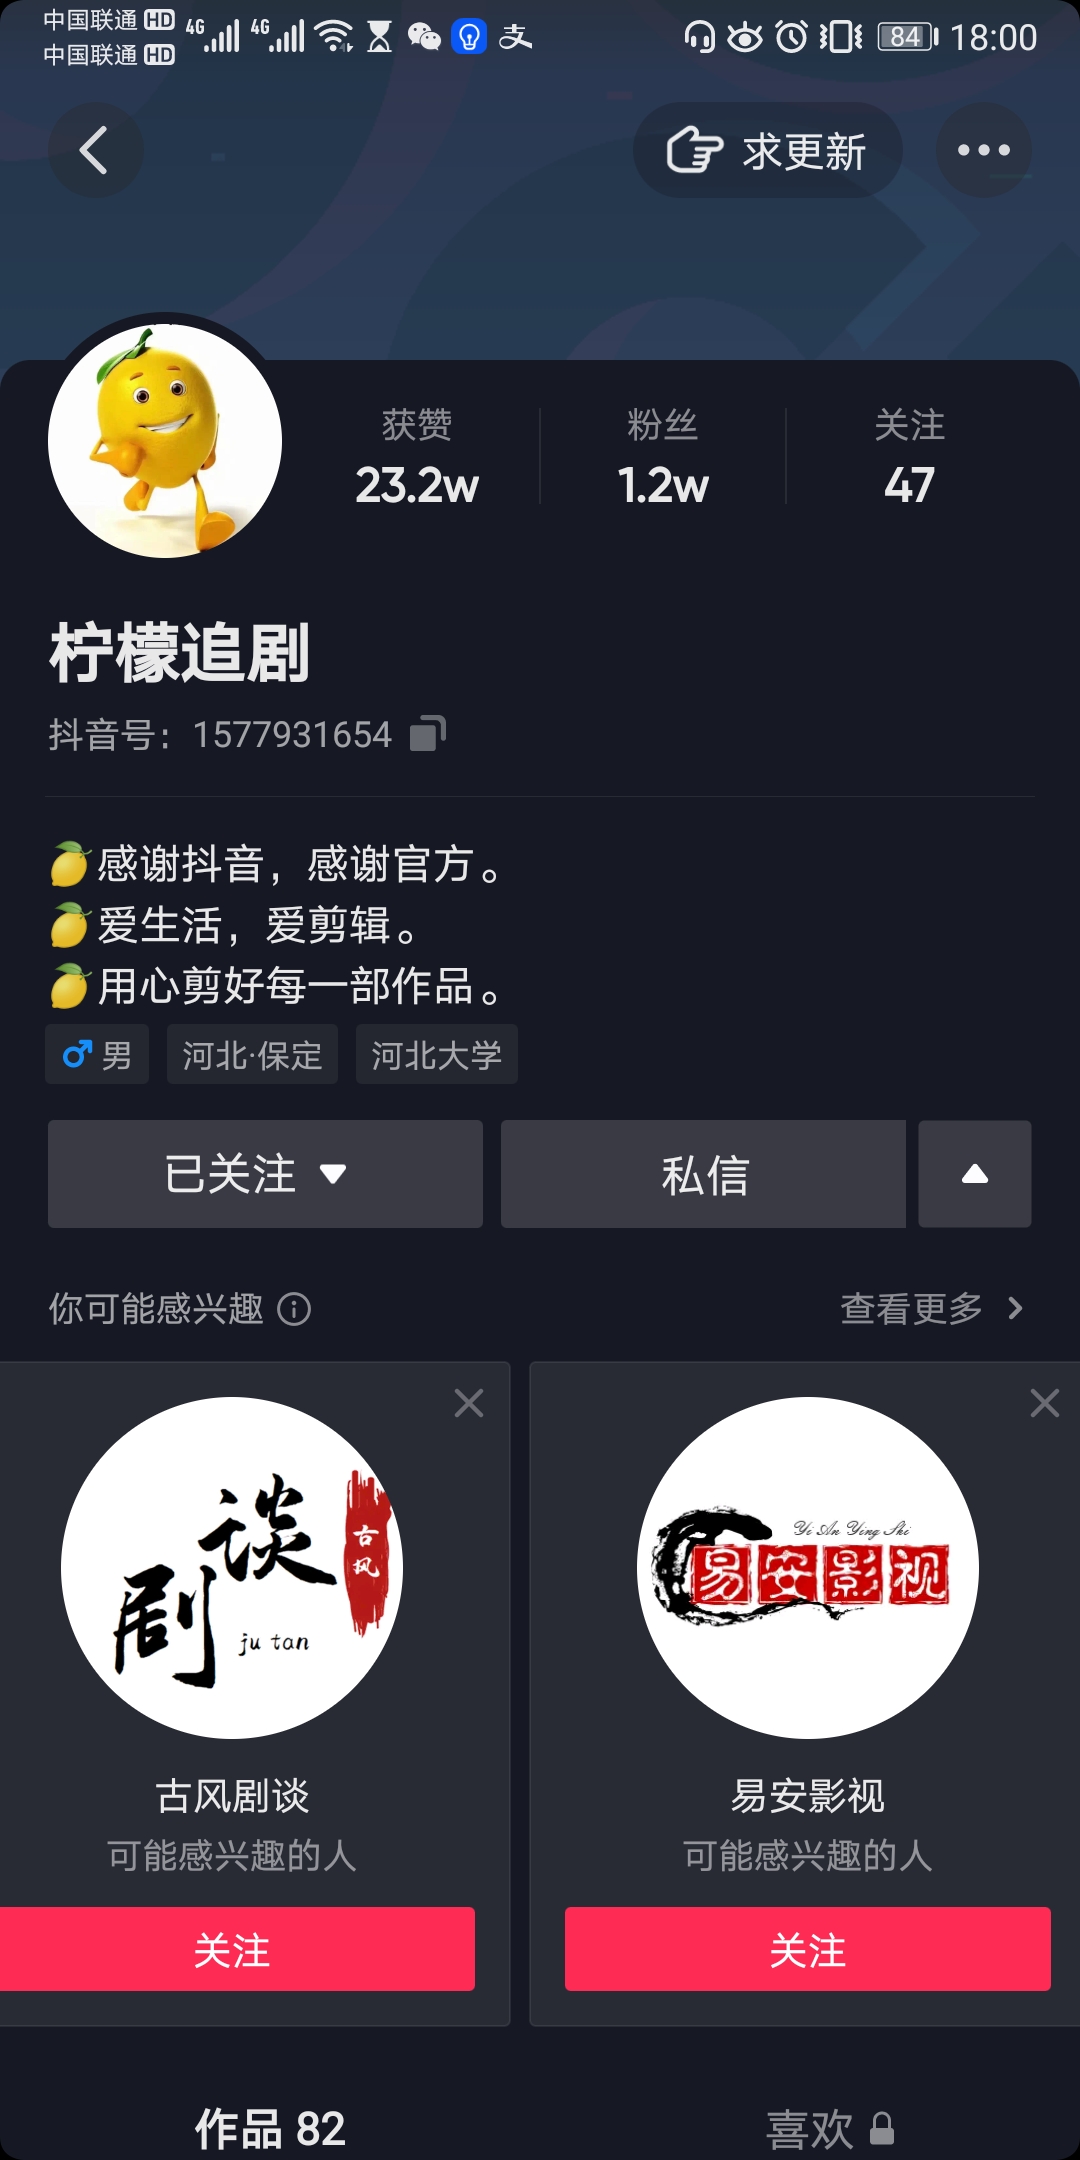 中国联通 HD 4G 4G 84 18:00
中国联通 HD
求更新
获赞 粉丝 关注
23.2w 1.2w 47
柠檬追剧
抖音号：1577931654
感谢抖音，感谢官方。
爱生活，爱剪辑。
用心剪好每一部作品。
男 河北·保定 河北大学
已关注 私信
你可能感兴趣 查看更多
剧谈 古风 ju tan
Yi An Ying Shi
易安影视
古风剧谈 易安影视
可能感兴趣的人 可能感兴趣的人
关注 关注
作品 82 喜欢